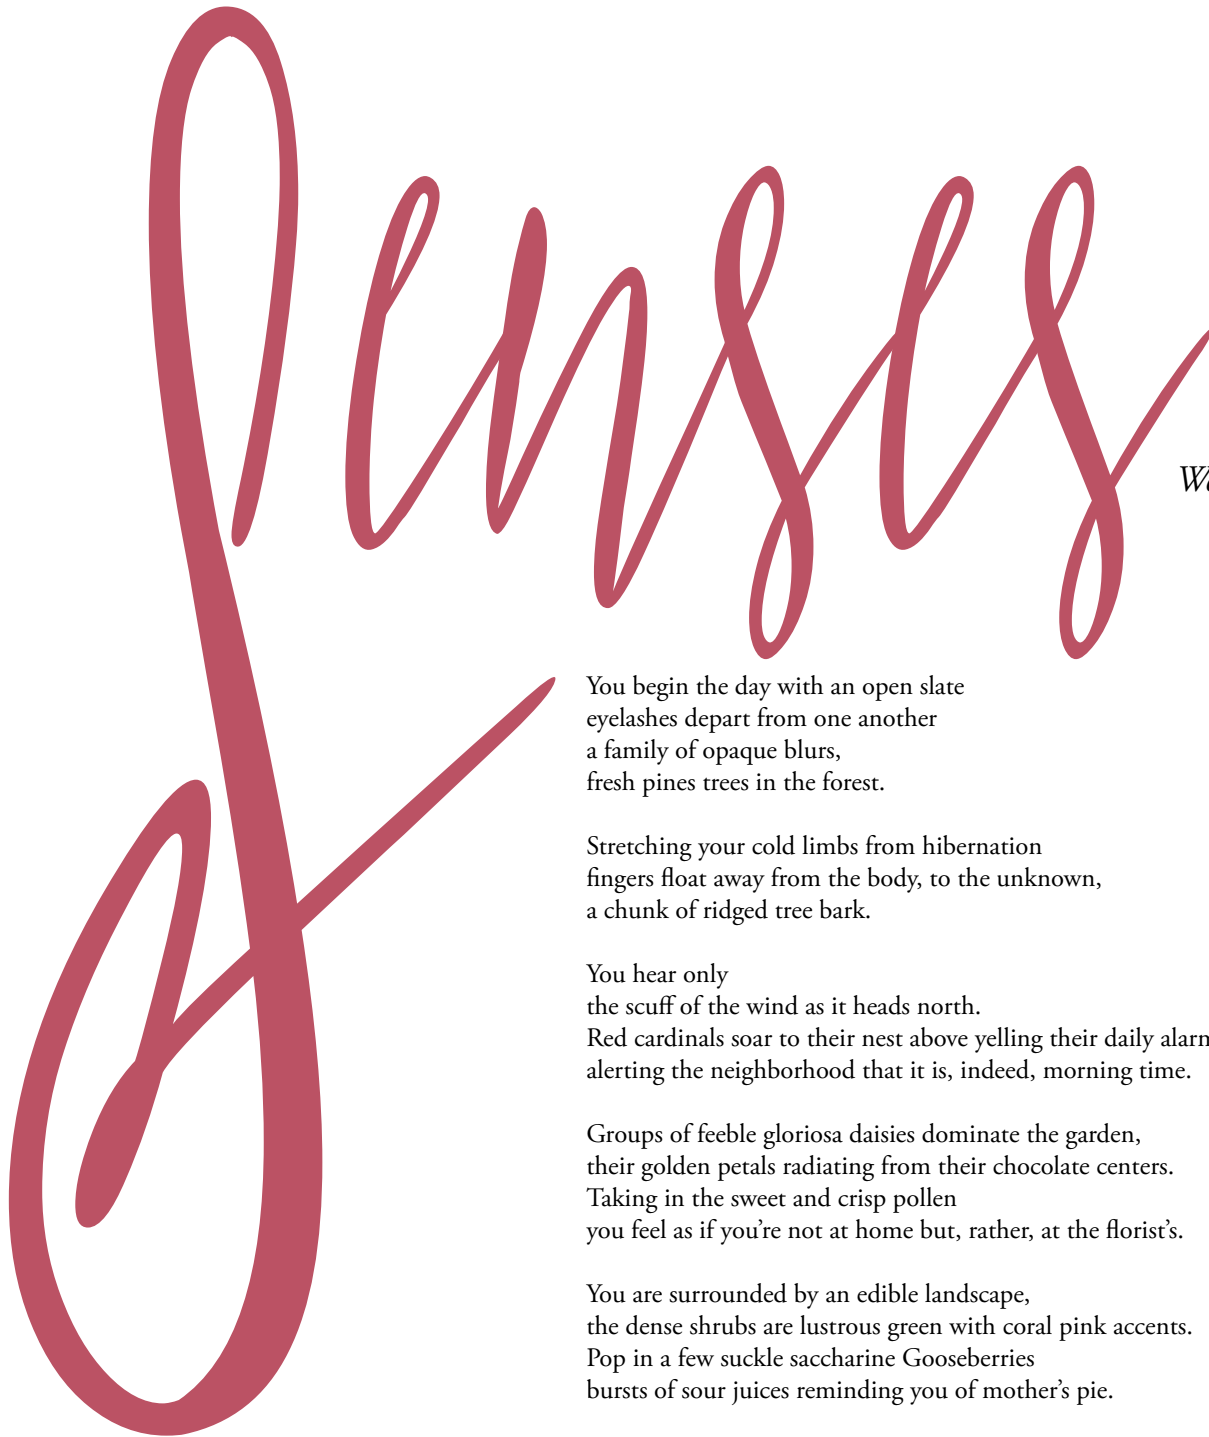 Senses
You begin the day with an open slate
eyelashes depart from one another
a family of opaque blurs,
fresh pines trees in the forest.
Stretching your cold limbs from hibernation
fingers float away from the body, to the unknown,
a chunk of ridged tree bark.
You hear only
the scuff of the wind as it heads north.
Red cardinals soar to their nest above yelling their daily
alerting the neighborhood that it is, indeed, morning time.
Groups of feeble gloriosa daisies dominate the garden,
their golden petals radiating from their chocolate centers.
Taking in the sweet and crisp pollen
you feel as if you’re not at home but, rather, at the florist’s.
You are surrounded by an edible landscape,
the dense shrubs are lustrous green with coral pink accents.
Pop in a few suckle saccharine Gooseberries
bursts of sour juices reminding you of mother’s pie.